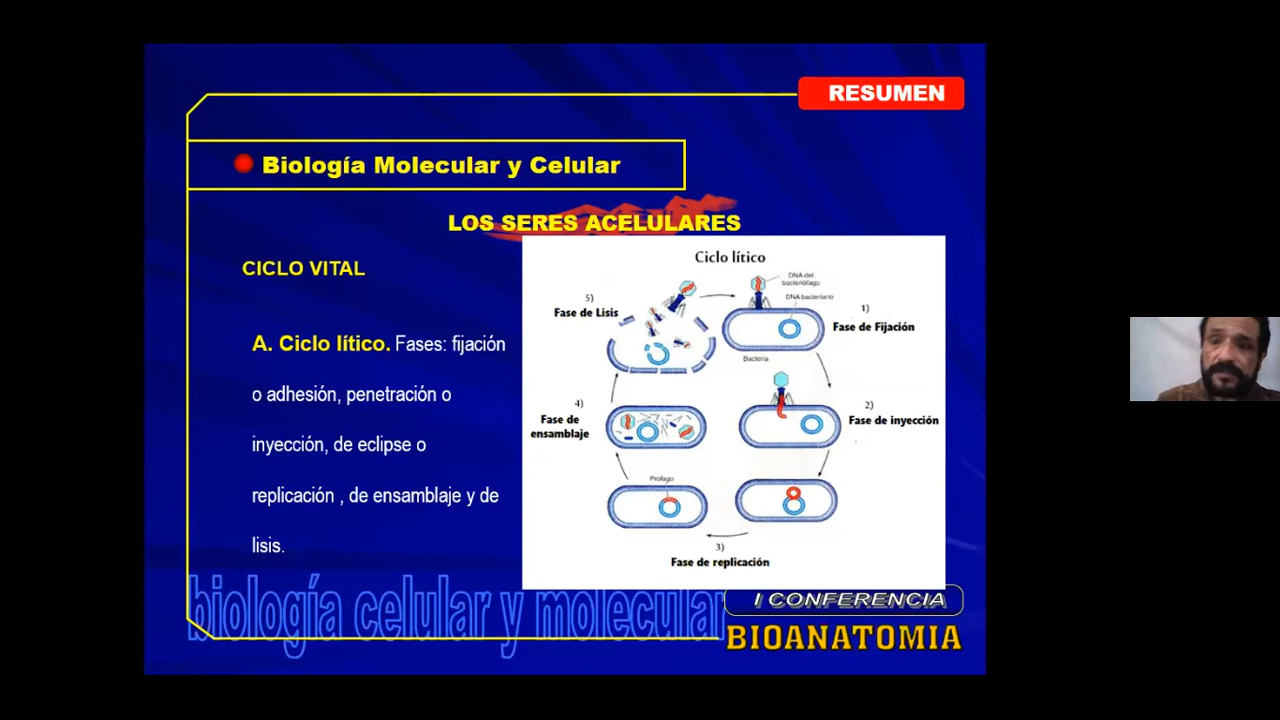 RESUMEN
Biología Molecular y Celular
LOS SERES ACELULARES
CICLO VITAL
A. Ciclo lítico. Fases: fijación
o adhesión, penetración o
inyección, de eclipse o
replicación , de ensamblaje y de
lisis.
Ciclo lítico
DNA del
bacteriófago
DNA bacteriano
1)
Fase de Fijación
Bacteria
2)
Fase de inyección
3)
Fase de replicación
Profago
4)
Fase de
ensamblaje
5)
Fase de Lisis
biología celular y molecular
I CONFERENCIA
BIOANATOMIA